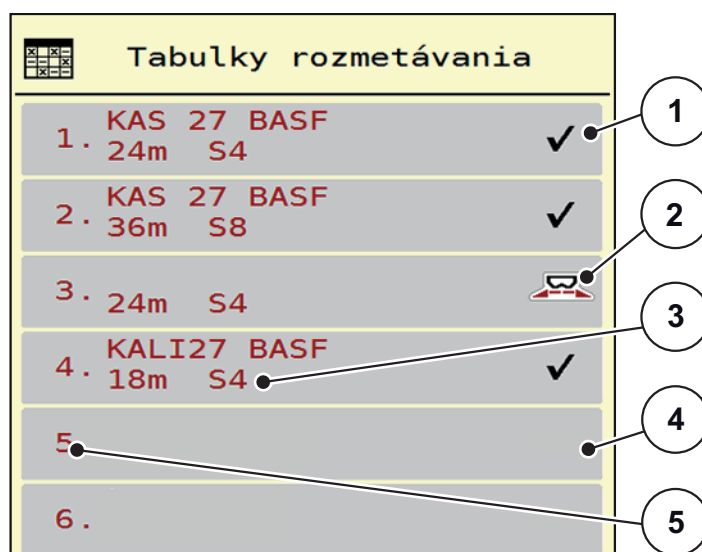 Tabulky rozmetávania
1. KAS 27 BASF
24m S4
2. KAS 27 BASF
36m S8
3.
24m S4
4. KALI27 BASF
18m S4
5
6.
1
2
3
4
5